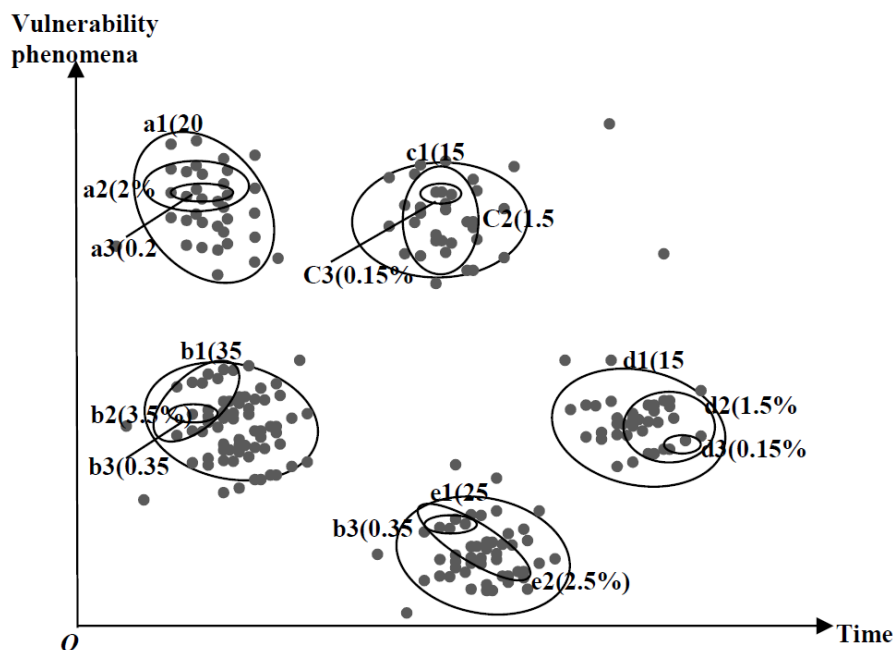 Vulnerability
phenomena
a1(20
c1(15
a2(2%
C2(1.5
a3(0.2
C3(0.15%
b1(35
d1(15
b2(3.5%)
d2(1.5%
b3(0.35
d3(0.15%
e1(25
b3(0.35
e2(2.5%)
O
Time